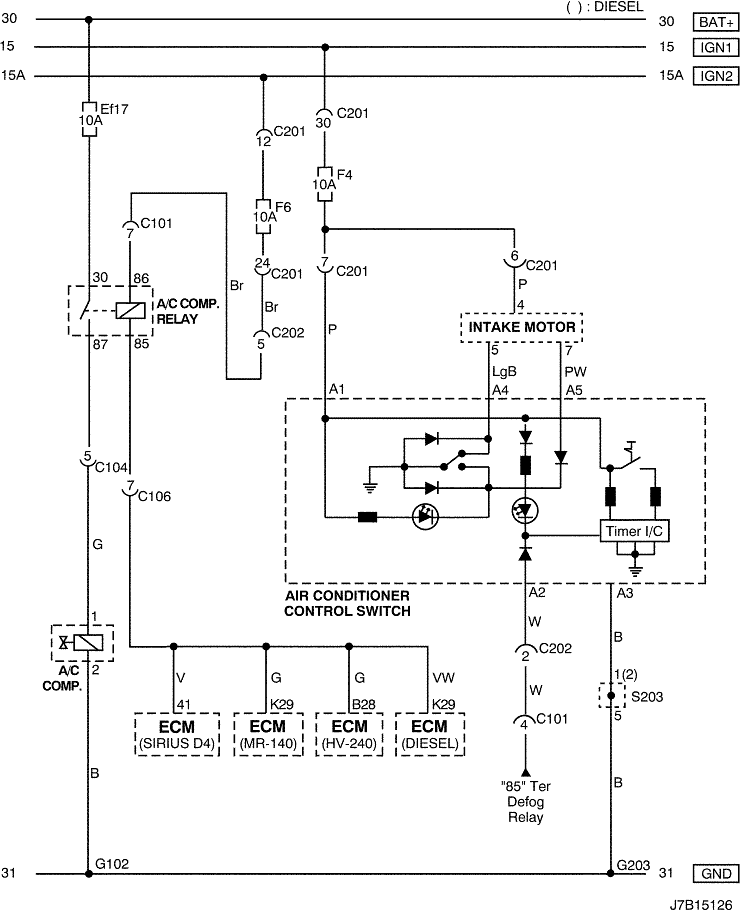 ( ) : DIESEL
30 30 BAT+
15 15 IGN1
15A 15A IGN2
Ef17
10A
C201
30
C201
12
F4
10A
F6
10A
C101
7
24
C201
7
C201
6
C201
P
4
30 86
A/C COMP.
RELAY
87 85
Br
Br
C202
5
P
INTAKE MOTOR
5 7
LgB PW
A1 A4 A5
5
C104
7
C106
G
Timer I/C
AIR CONDITIONER
CONTROL SWITCH
A2 A3
1
2
A/C
COMP.
W
B
2
C202
W
1(2)
S203
5
4
C101
V G G VW
41 K29 B28 K29
ECM
(SIRIUS D4)
ECM
(MR-140)
ECM
(HV-240)
ECM
(DIESEL)
B
B
"85" Ter
Defog
Relay
31 G102 G203 31 GND
J7B15126